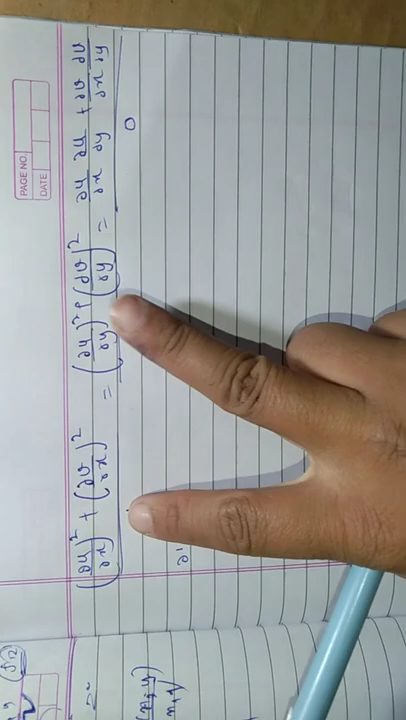 PAGE NO.
DATE
(∂u/∂x)² + (∂v/∂x)² = (∂u/∂y)² + (∂v/∂y)² = ∂u/∂x ∂u/∂y + ∂v/∂x ∂v/∂y
0